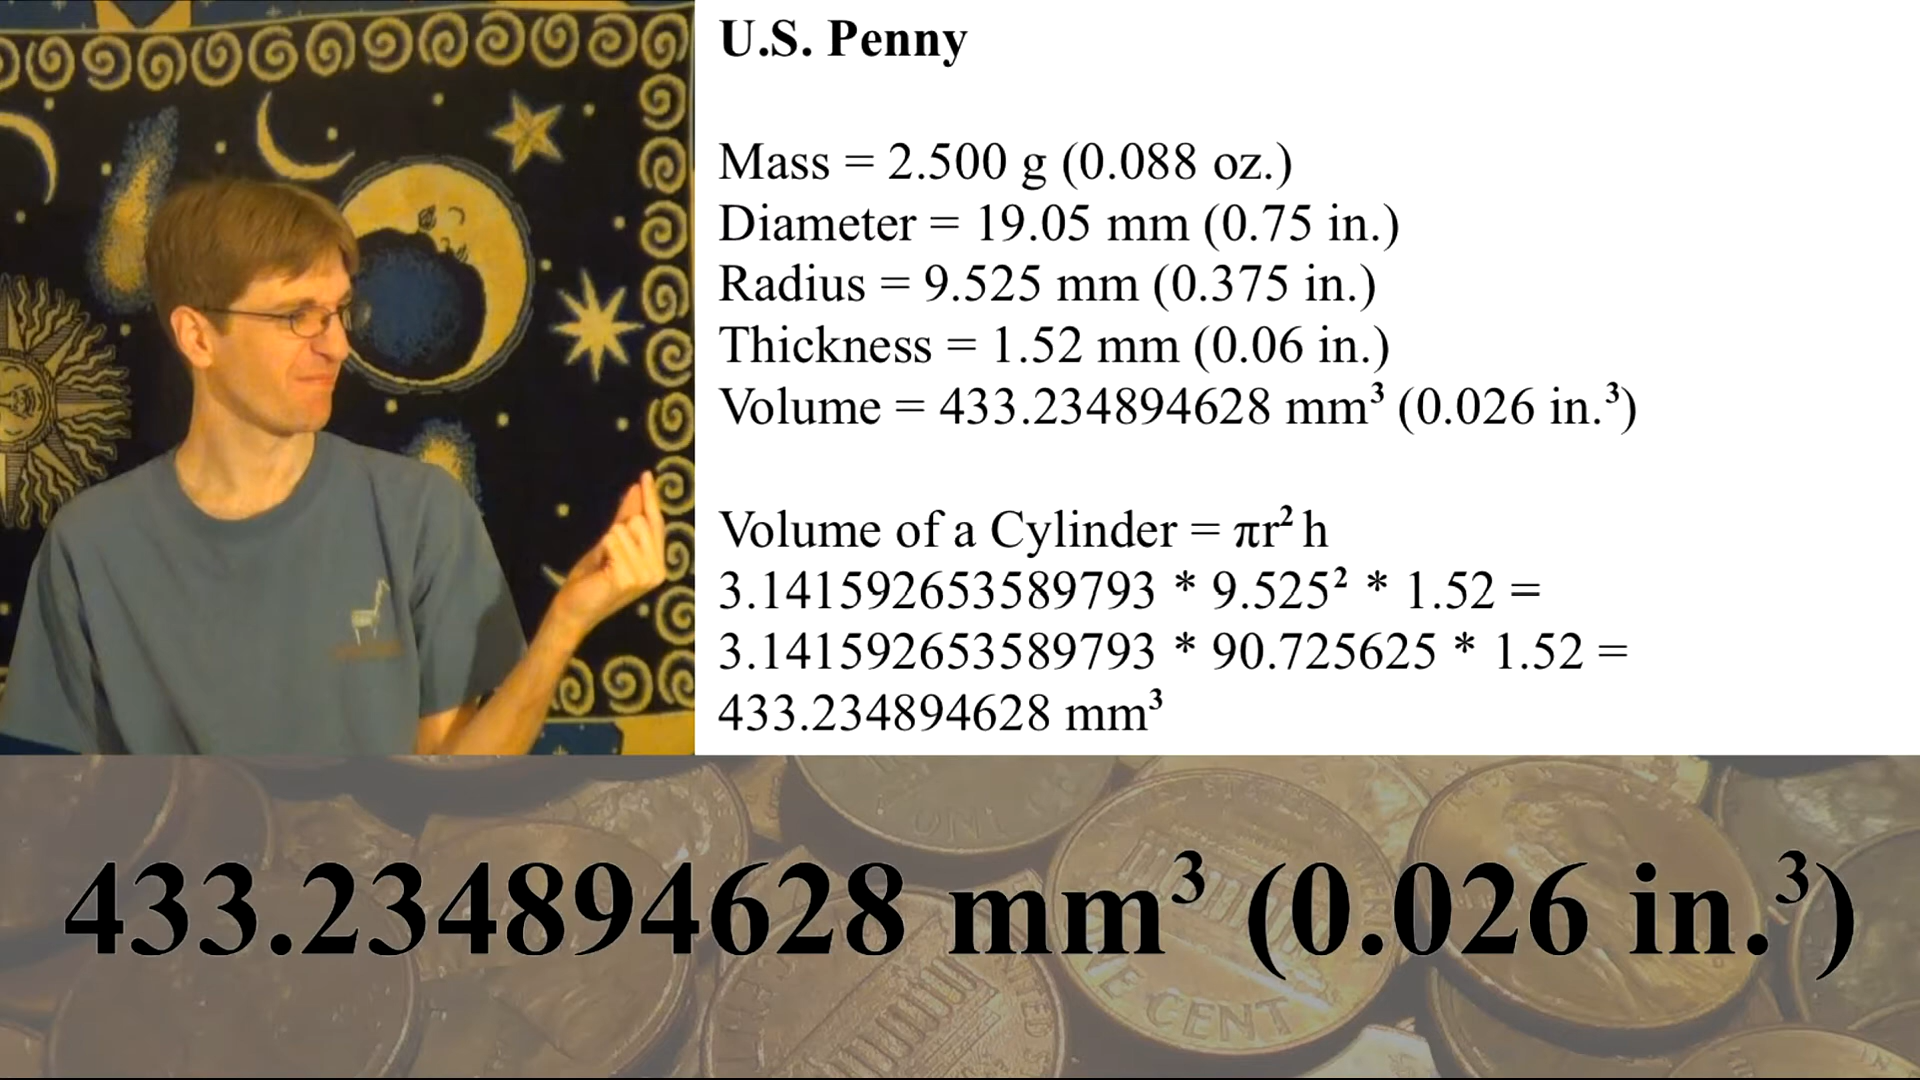 U.S. Penny
Mass = 2.500 g (0.088 oz.)
Diameter = 19.05 mm (0.75 in.)
Radius = 9.525 mm (0.375 in.)
Thickness = 1.52 mm (0.06 in.)
Volume = 433.234894628 mm³ (0.026 in.³)
Volume of a Cylinder = πr² h
3.141592653589793 * 9.525² * 1.52 =
3.141592653589793 * 90.725625 * 1.52 =
433.234894628 mm³
433.234894628 mm³ (0.026 in.³)
CENT